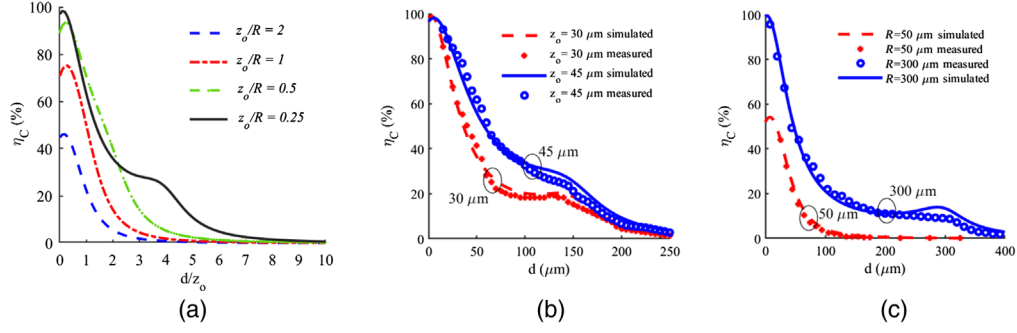 100
80
60
40
20
0
η_C (%)
z_o/R = 2
z_o/R = 1
z_o/R = 0.5
z_o/R = 0.25
0 1 2 3 4 5 6 7 8 9 10
d/z_o
(a)
100
80
60
40
20
0
η_C (%)
z_o= 30 μm simulated
z_o= 30 μm measured
z_o= 45 μm simulated
z_o= 45 μm measured
45 μm
30 μm
0 50 100 150 200 250
d (μm)
(b)
100
80
60
40
20
0
η_C (%)
R=50 μm simulated
R=50 μm measured
R=300 μm measured
R=300 μm simulated
300 μm
50 μm
0 100 200 300 400
d (μm)
(c)